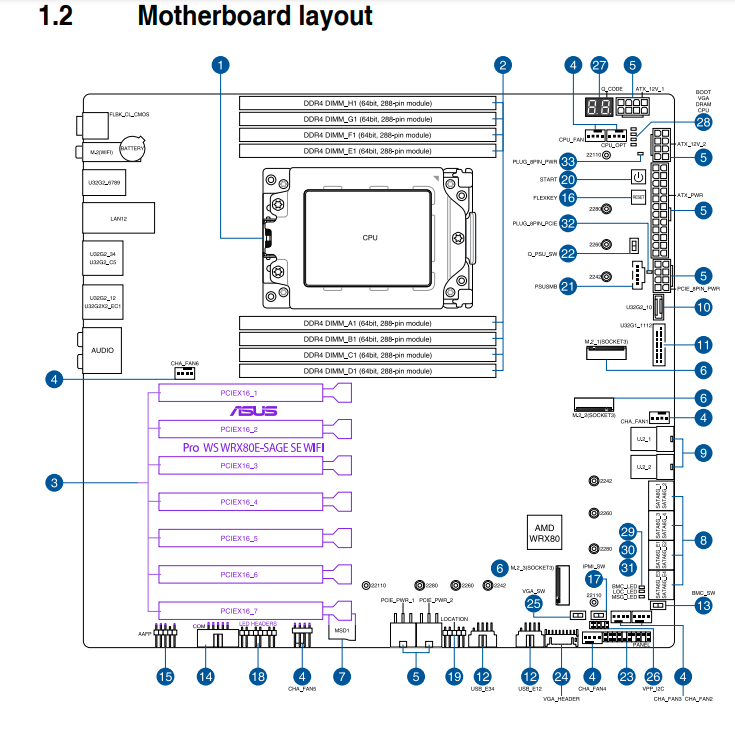 1.2 Motherboard layout
1
2
4
27
5
Q_CODE
ATX_12V_1
BOOT
VGA
DRAM
CPU
28
FLBK_CL_CMOS
DDR4 DIMM_H1 (64bit, 288-pin module)
DDR4 DIMM_G1 (64bit, 288-pin module)
DDR4 DIMM_F1 (64bit, 288-pin module)
DDR4 DIMM_E1 (64bit, 288-pin module)
88
CPU_FAN
CPU_OPT
ATX_12V_2
5
M.2(WIFI)
BATTERY
22110
PLUG_8PIN_PWR
33
U32G2_6789
START
20
FLEXKEY
16
RESET
ATX_PWR
5
LAN12
2280
PLUG_8PIN_PCIE
32
CPU
U32G2_34
U32G2_C5
2260
Q_PSU_SW
22
2242
PSUSMB
21
5
PCIE_8PIN_PWR
U32G2_12
U32G2X2_EC1
U32G2_10
10
DDR4 DIMM_A1 (64bit, 288-pin module)
DDR4 DIMM_B1 (64bit, 288-pin module)
DDR4 DIMM_C1 (64bit, 288-pin module)
DDR4 DIMM_D1 (64bit, 288-pin module)
U32G1_1112
11
AUDIO
M.2_1(SOCKET3)
6
CHA_FAN6
4
PCIEX16_1
6
M.2_2(SOCKET3)
CHA_FAN1
4
ASUS
PCIEX16_2
Pro WS WRX80E-SAGE SE WIFI
U.2_1
9
U.2_2
PCIEX16_3
3
2242
SATA6G_1
SATA6G_2
PCIEX16_4
2260
SATA6G_3
SATA6G_4
AMD
WRX80
29
8
PCIEX16_5
2280
30
SATA6G_E1
SATA6G_E2
31
6
M.2_3(SOCKET3)
IPMI_SW
17
PCIEX16_6
SATA6G_E3
SATA6G_E4
22110
2280
2260
2242
BMC_LED
LOC_LED
MSG_LED
BMC_SW
13
VGA_SW
25
22110
PCIE_PWR_1
PCIE_PWR_2
PCIEX16_7
AAFP
COM
LED HEADERS
MSD1
LOCATION
PANEL
15
14
18
4
CHA_FAN5
7
5
19
12
USB_E34
12
USB_E12
24
VGA_HEADER
4
CHA_FAN4
23
26
VPP_I2C
4
CHA_FAN3
CHA_FAN2